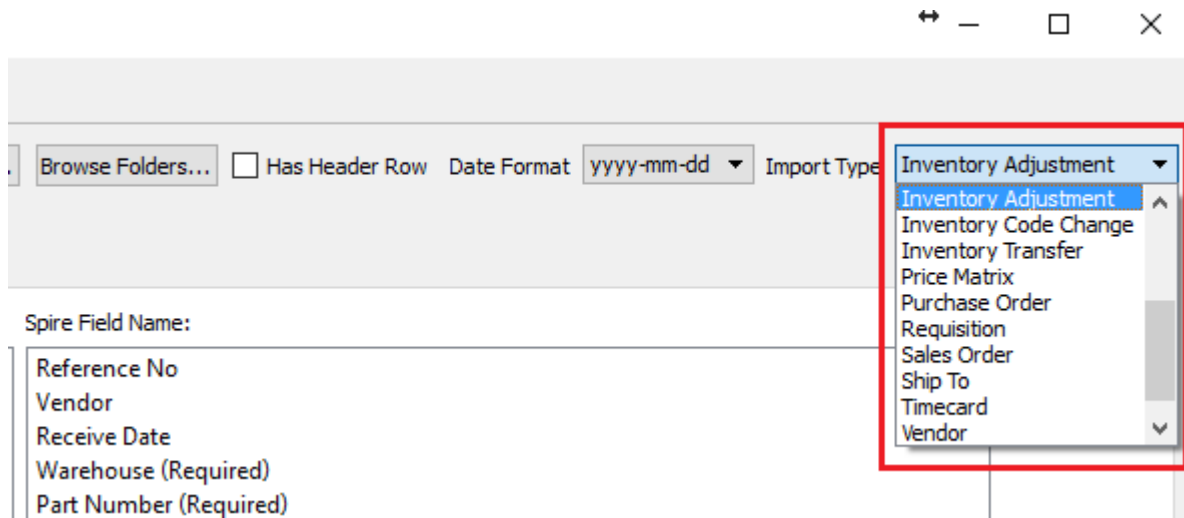 Browse Folders... Has Header Row Date Format yyyy-mm-dd Import Type Inventory Adjustment
Inventory Adjustment
Inventory Code Change
Inventory Transfer
Price Matrix
Purchase Order
Requisition
Sales Order
Ship To
Timecard
Vendor
Spire Field Name:
Reference No
Vendor
Receive Date
Warehouse (Required)
Part Number (Required)